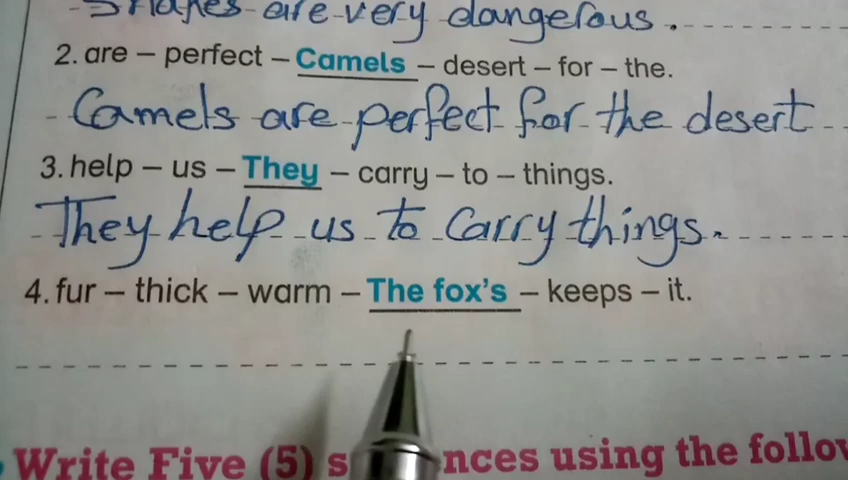 Snakes are very dangerous.
2. are – perfect – Camels – desert – for – the.
Camels are perfect for the desert
3. help – us – They – carry – to – things.
They help us to carry things.
4. fur – thick – warm – The fox's – keeps – it.
Write Five (5) s nces using the follow